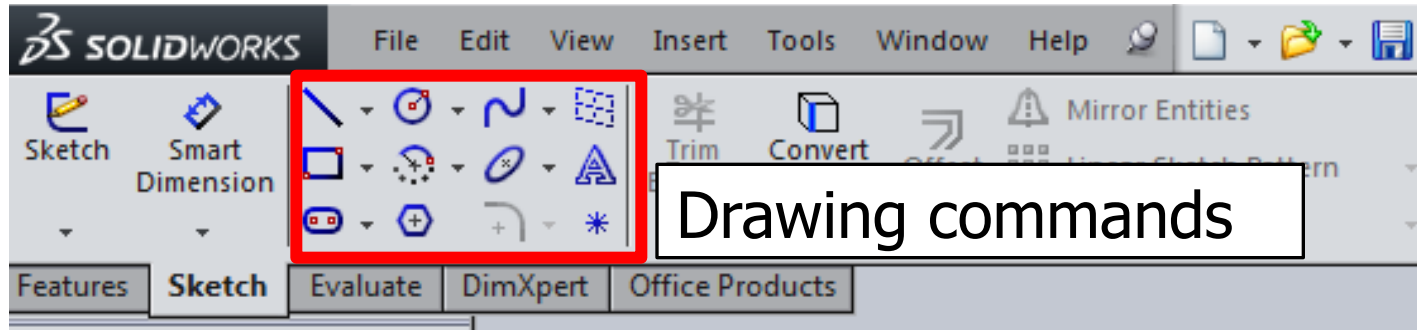 SOLIDWORKS File Edit View Insert Tools Window Help
Sketch Smart Dimension Trim Convert Mirror Entities
Drawing commands
Features Sketch Evaluate DimXpert Office Products